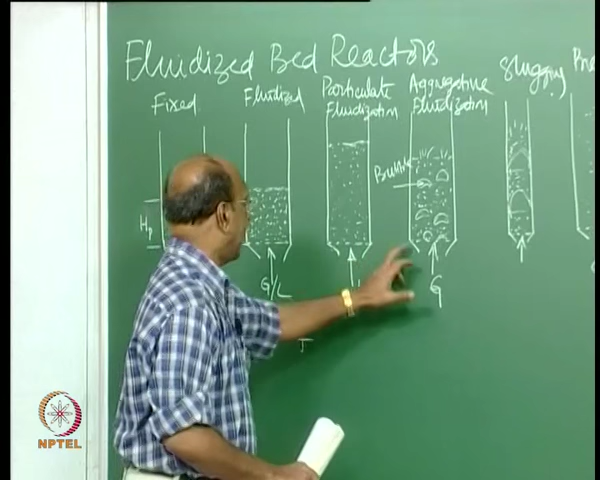 Fluidized Bed Reactors
Fixed
Fluidized
Particulate
Fluidization
Aggregative
Fluidization
Slugging
Bubble
Hp
G/L
L
G
NPTEL